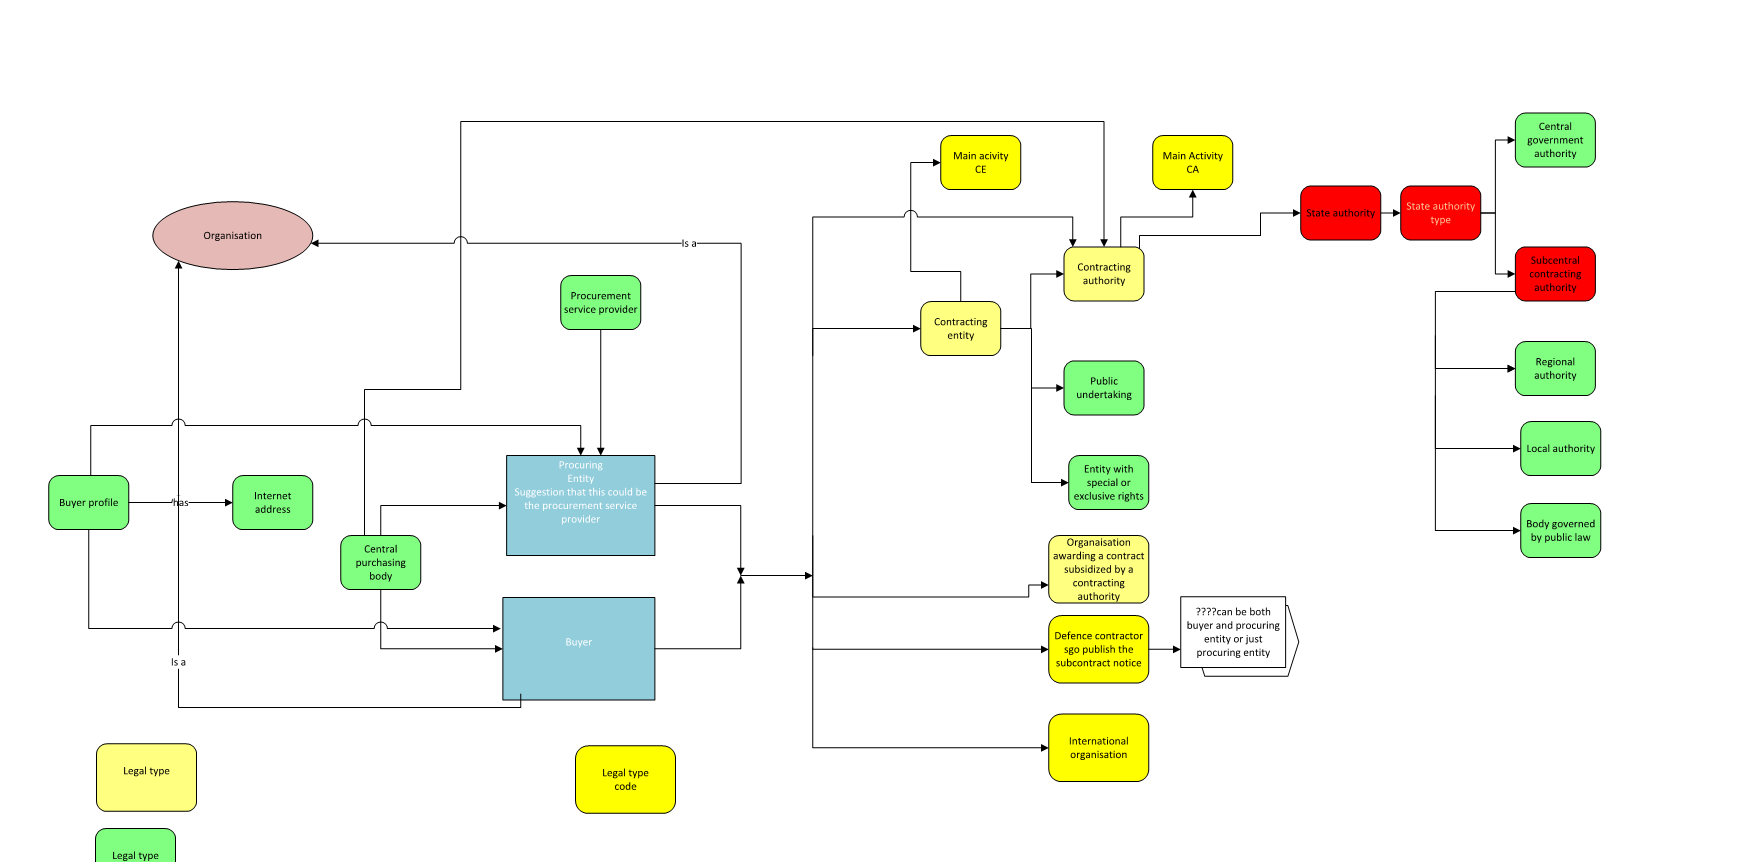 Central
government
authority
Main acivity
CE
Main Activity
CA
State authority
State authority
type
Organisation
Is a
Contracting
authority
Subcentral
contracting
authority
Procurement
service provider
Contracting
entity
Regional
authority
Public
undertaking
Local authority
Procuring
Entity
Suggestion that this could be
the procurement service
provider
Entity with
special or
exclusive rights
Buyer profile
has
Internet
address
Body governed
by public law
Central
purchasing
body
Organaisation
awarding a contract
subsidized by a
contracting
authority
????can be both
buyer and procuring
entity or just
procuring entity
Buyer
Defence contractor
sgo publish the
subcontract notice
Is a
International
organisation
Legal type
Legal type
code
Legal type